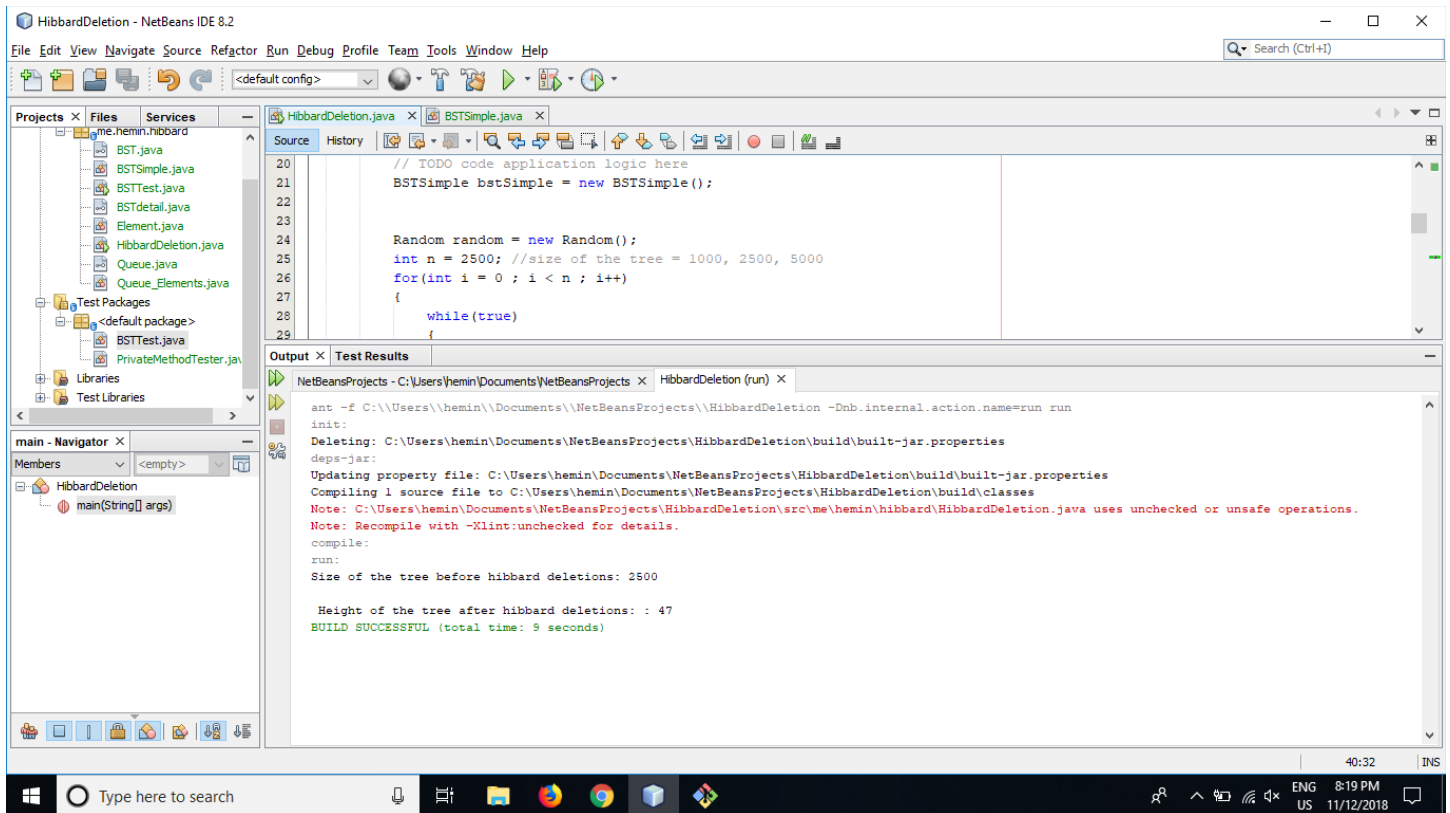 HibbardDeletion - NetBeans IDE 8.2
File Edit View Navigate Source Refactor Run Debug Profile Team Tools Window Help
Search (Ctrl+I)
<default config>
Projects Files Services
me.hemin.hibbard
BST.java
BSTSimple.java
BSTTest.java
BSTdetail.java
Element.java
HibbardDeletion.java
Queue.java
Queue_Elements.java
Test Packages
<default package>
BSTTest.java
PrivateMethodTester.jav
Libraries
Test Libraries
main - Navigator
Members <empty>
HibbardDeletion
main(String[] args)
HibbardDeletion.java BSTSimple.java
Source History
20 // TODO code application logic here
21 BSTSimple bstSimple = new BSTSimple();
22
23
24 Random random = new Random();
25 int n = 2500; //size of the tree = 1000, 2500, 5000
26 for(int i = 0 ; i < n ; i++)
27 {
28 while(true)
29 {
Output Test Results
NetBeansProjects - C:\Users\hemin\Documents\NetBeansProjects HibbardDeletion (run)
ant -f C:\\Users\\hemin\\Documents\\NetBeansProjects\\HibbardDeletion -Dnb.internal.action.name=run run
init:
Deleting: C:\Users\hemin\Documents\NetBeansProjects\HibbardDeletion\build\built-jar.properties
deps-jar:
Updating property file: C:\Users\hemin\Documents\NetBeansProjects\HibbardDeletion\build\built-jar.properties
Compiling 1 source file to C:\Users\hemin\Documents\NetBeansProjects\HibbardDeletion\build\classes
Note: C:\Users\hemin\Documents\NetBeansProjects\HibbardDeletion\src\me\hemin\hibbard\HibbardDeletion.java uses unchecked or unsafe operations.
Note: Recompile with -Xlint:unchecked for details.
compile:
run:
Size of the tree before hibbard deletions: 2500
Height of the tree after hibbard deletions: : 47
BUILD SUCCESSFUL (total time: 9 seconds)
40:32 INS
Type here to search
ENG 8:19 PM
US 11/12/2018